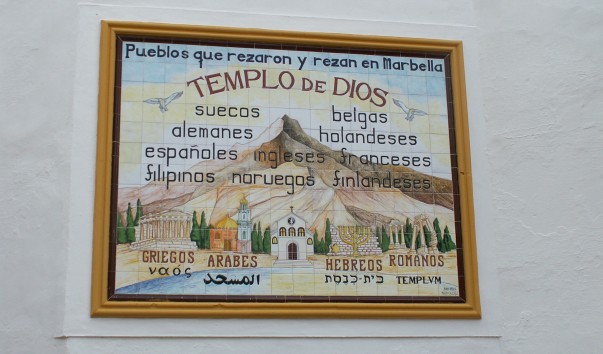 Pueblos que rezaron y rezan en Marbella
TEMPLO DE DIOS
suecos belgas
alemanes holandeses
españoles ingleses franceses
filipinos noruegos finlandeses
GRIEGOS ARABES HEBREOS ROMANOS
ναός المسجد בית-כנסת TEMPLVM